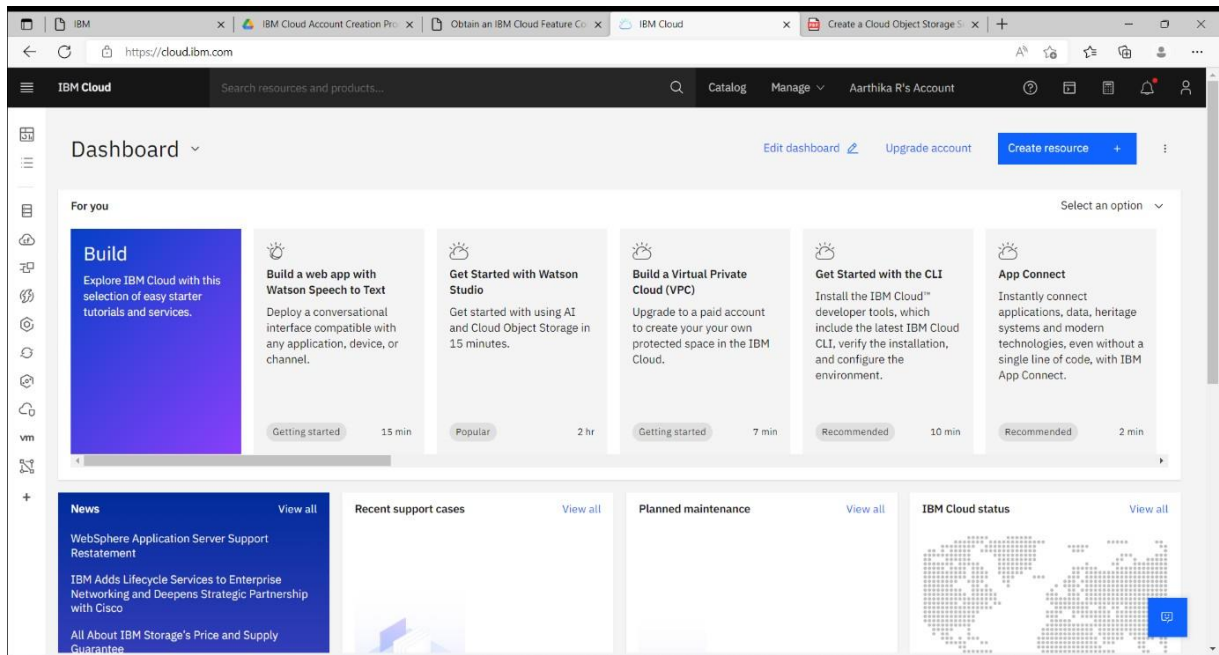 IBM
IBM Cloud Account Creation Pro
Obtain an IBM Cloud Feature Co
IBM Cloud
Create a Cloud Object Storage S
https://cloud.ibm.com
IBM Cloud
Search resources and products...
Catalog
Manage
Aarthika R's Account
Dashboard
Edit dashboard
Upgrade account
Create resource +
For you
Select an option
Build
Explore IBM Cloud with this
selection of easy starter
tutorials and services.
Build a web app with
Watson Speech to Text
Deploy a conversational
interface compatible with
any application, device, or
channel.
Getting started
15 min
Get Started with Watson
Studio
Get started with using AI
and Cloud Object Storage in
15 minutes.
Popular
2 hr
Build a Virtual Private
Cloud (VPC)
Upgrade to a paid account
to create your your own
protected space in the IBM
Cloud.
Getting started
7 min
Get Started with the CLI
Install the IBM Cloud™
developer tools, which
include the latest IBM Cloud
CLI, verify the installation,
and configure the
environment.
Recommended
10 min
App Connect
Instantly connect
applications, data, heritage
systems and modern
technologies, even without a
single line of code, with IBM
App Connect.
Recommended
2 min
vm
News
View all
WebSphere Application Server Support
Restatement
IBM Adds Lifecycle Services to Enterprise
Networking and Deepens Strategic Partnership
with Cisco
All About IBM Storage's Price and Supply
Guarantee
Recent support cases
View all
Planned maintenance
View all
IBM Cloud status
View all